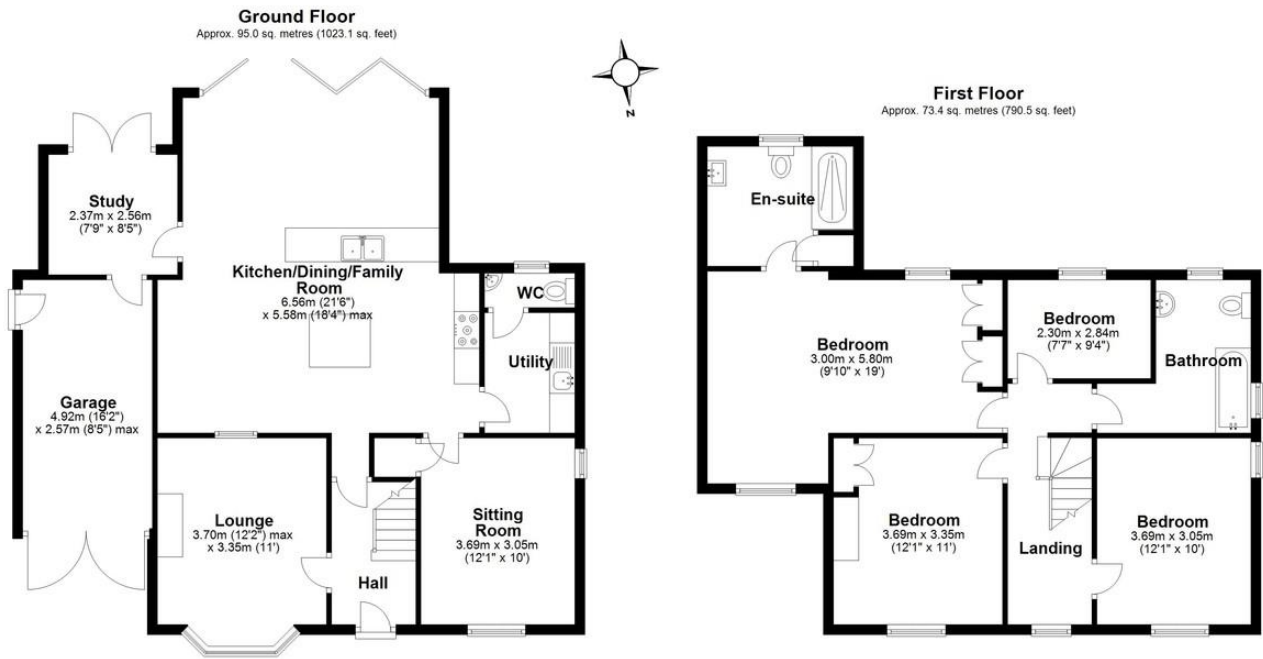 Ground Floor
Approx. 95.0 sq. metres (1023.1 sq. feet)
N
First Floor
Approx. 73.4 sq. metres (790.5 sq. feet)
Study
2.37m x 2.56m
(7'9" x 8'5")
Kitchen/Dining/Family
Room
6.56m (21'6")
x 5.58m (18'4") max
WC
Utility
Garage
4.92m (16'2")
x 2.57m (8'5") max
Lounge
3.70m (12'2") max
x 3.35m (11')
Hall
Sitting
Room
3.69m x 3.05m
(12'1" x 10')
En-suite
Bedroom
3.00m x 5.80m
(9'10" x 19')
Bedroom
2.30m x 2.84m
(7'7" x 9'4")
Bathroom
Bedroom
3.69m x 3.35m
(12'1" x 11')
Landing
Bedroom
3.69m x 3.05m
(12'1" x 10')